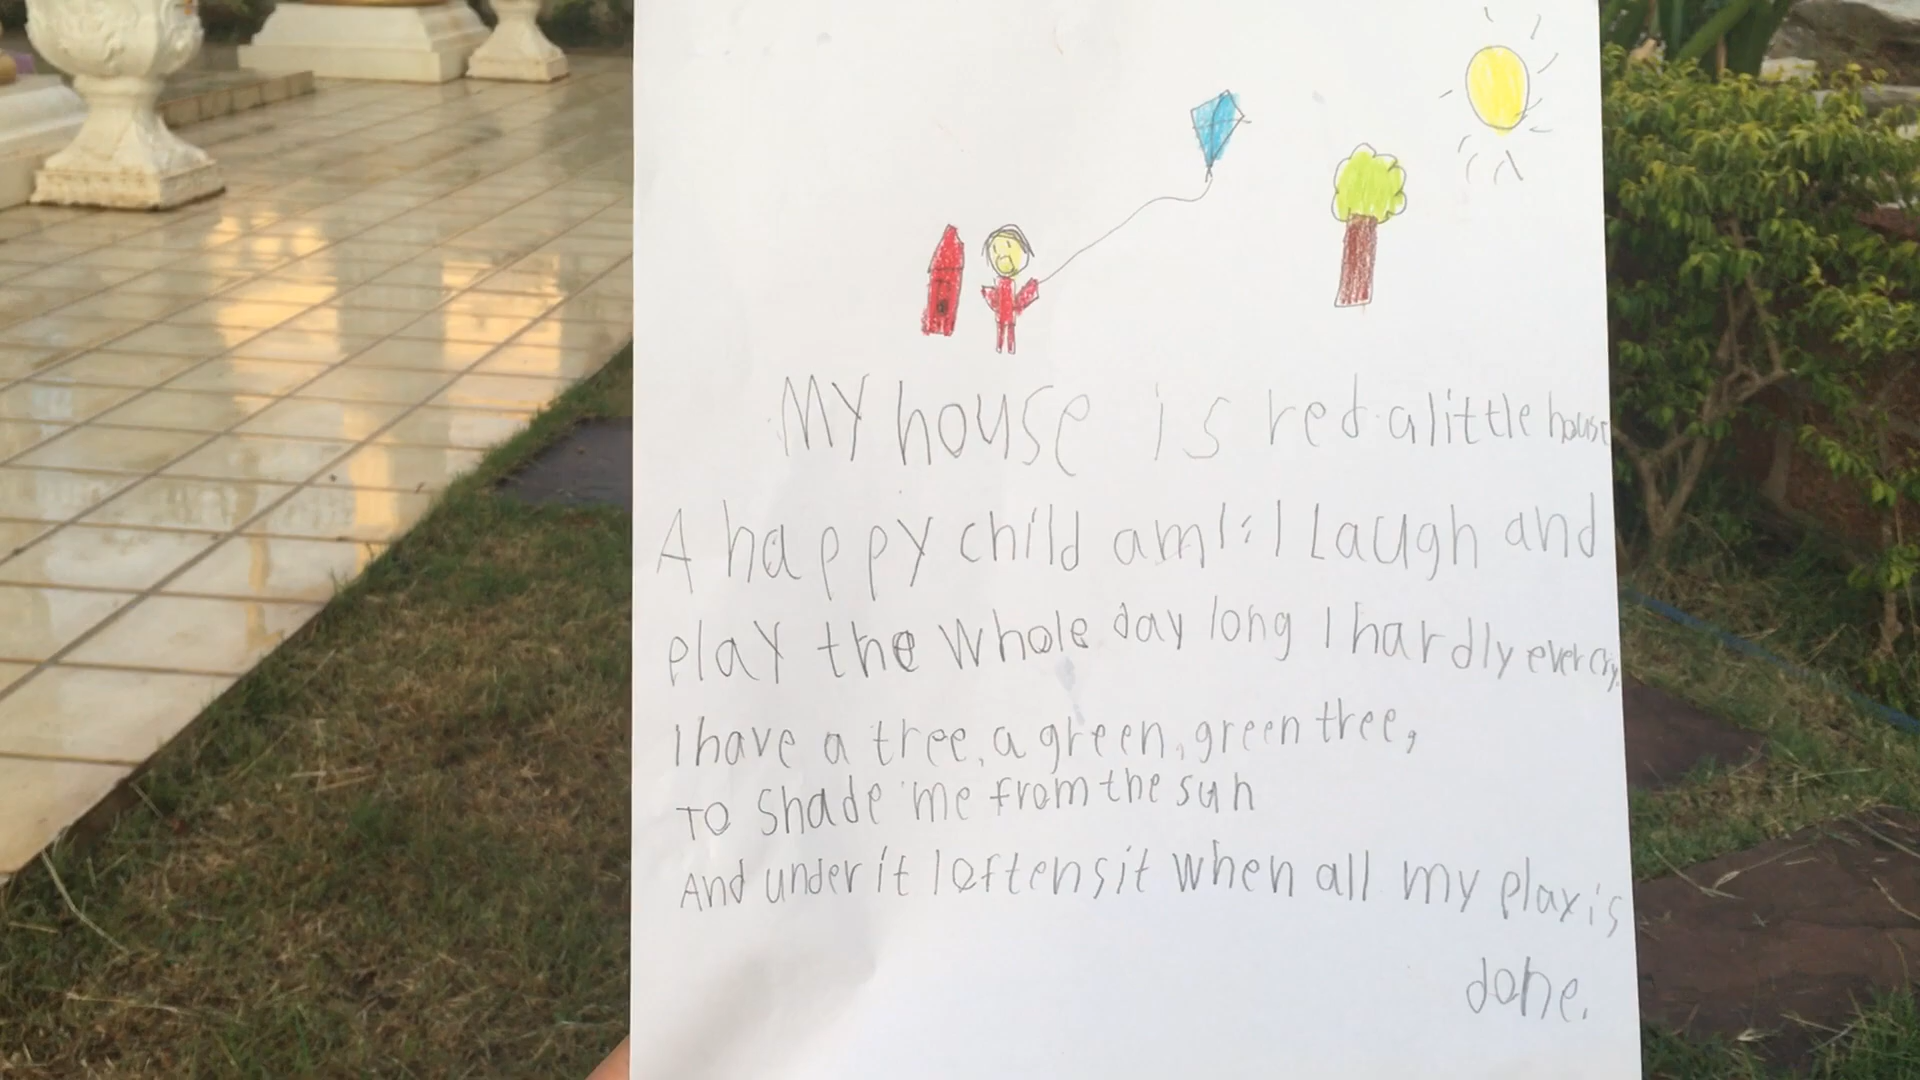 My house is red. a little house
A happy child am I: I Laugh and
play the whole day long I hardly ever cry.
I have a tree, a green, green tree,
To shade me from the sun
And under it I often sit when all my play is
done.